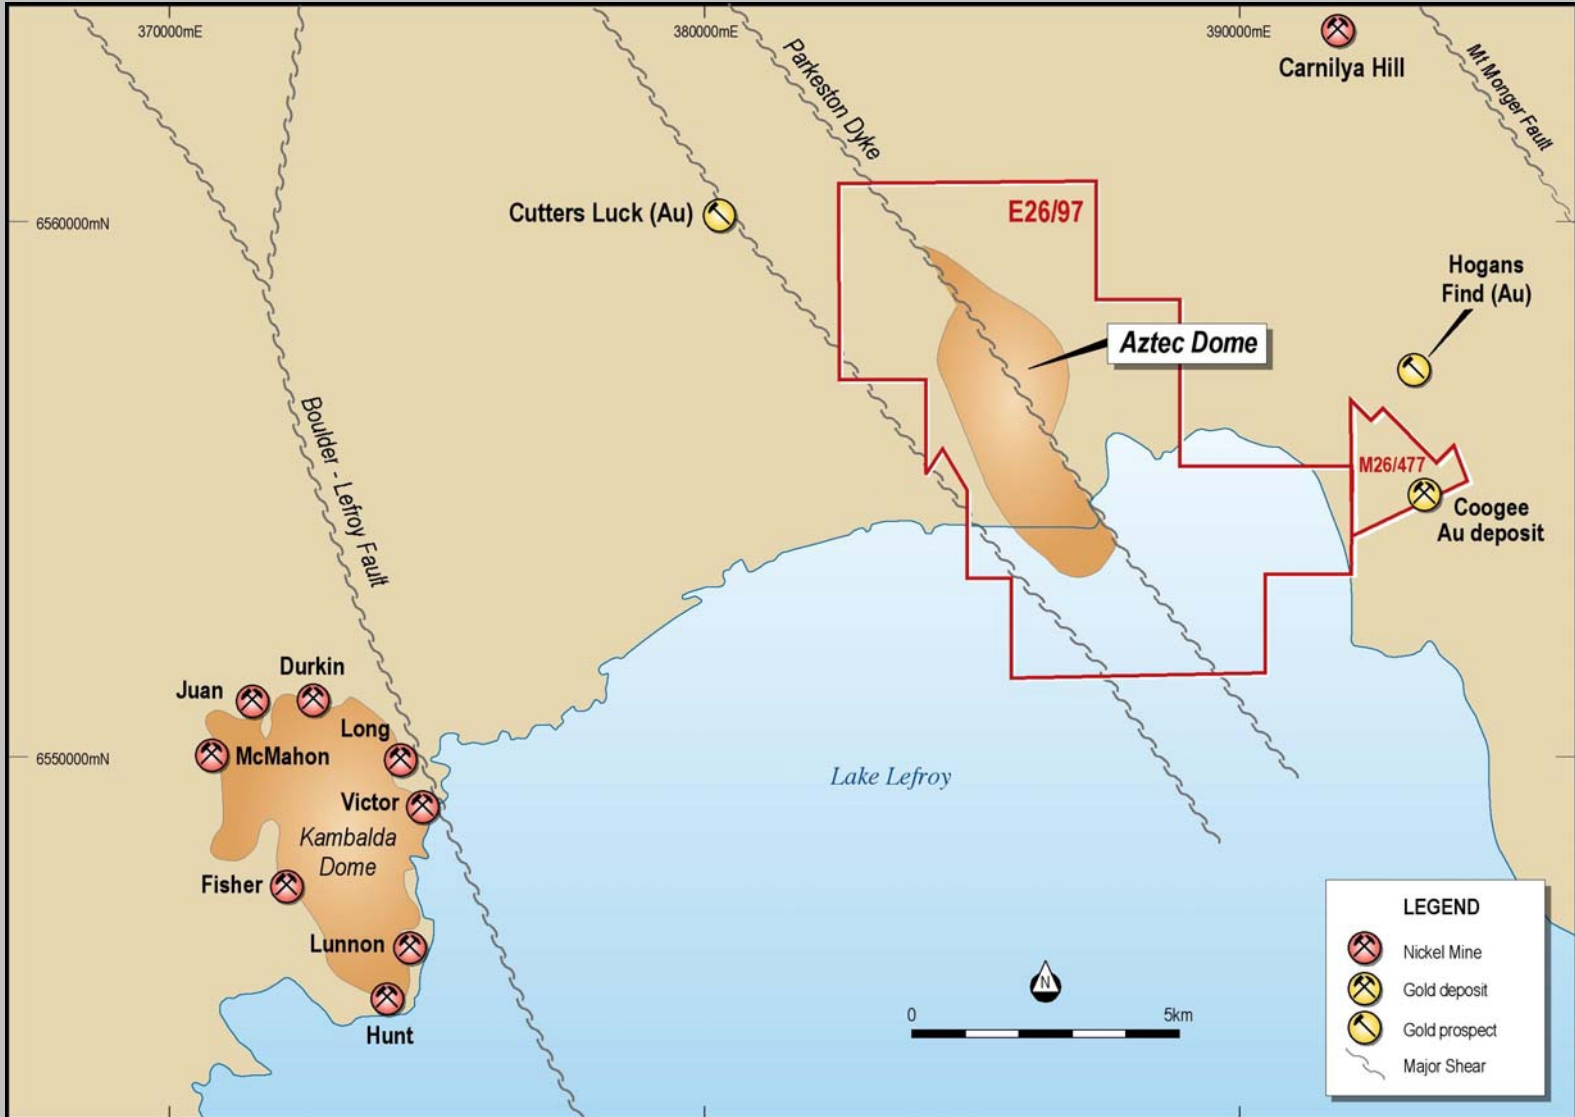 370000mE
380000mE
390000mE
Carnilya Hill
Mt Monger Fault
Parkeston Dyke
6560000mN
Cutters Luck (Au)
E26/97
Hogans
Find (Au)
Aztec Dome
Boulder - Lefroy Fault
M26/477
Coogee
Au deposit
Durkin
Juan
Long
McMahon
6550000mN
Victor
Lake Lefroy
Kambalda
Dome
Fisher
Lunnon
Hunt
N
0
5km
LEGEND
Nickel Mine
Gold deposit
Gold prospect
Major Shear